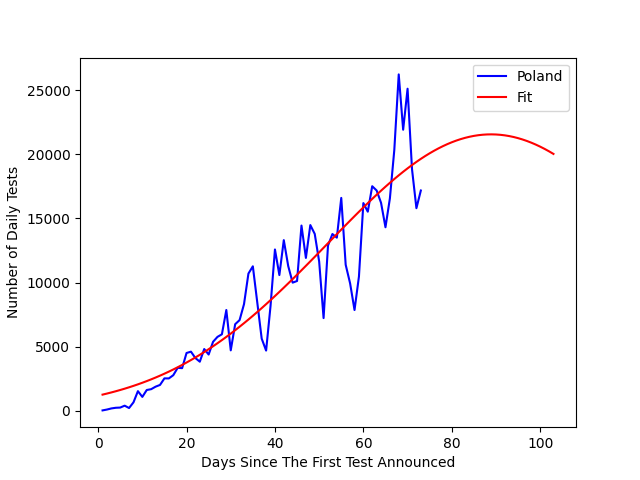 Poland
Fit
25000
20000
15000
10000
5000
0
Number of Daily Tests
0 20 40 60 80 100
Days Since The First Test Announced